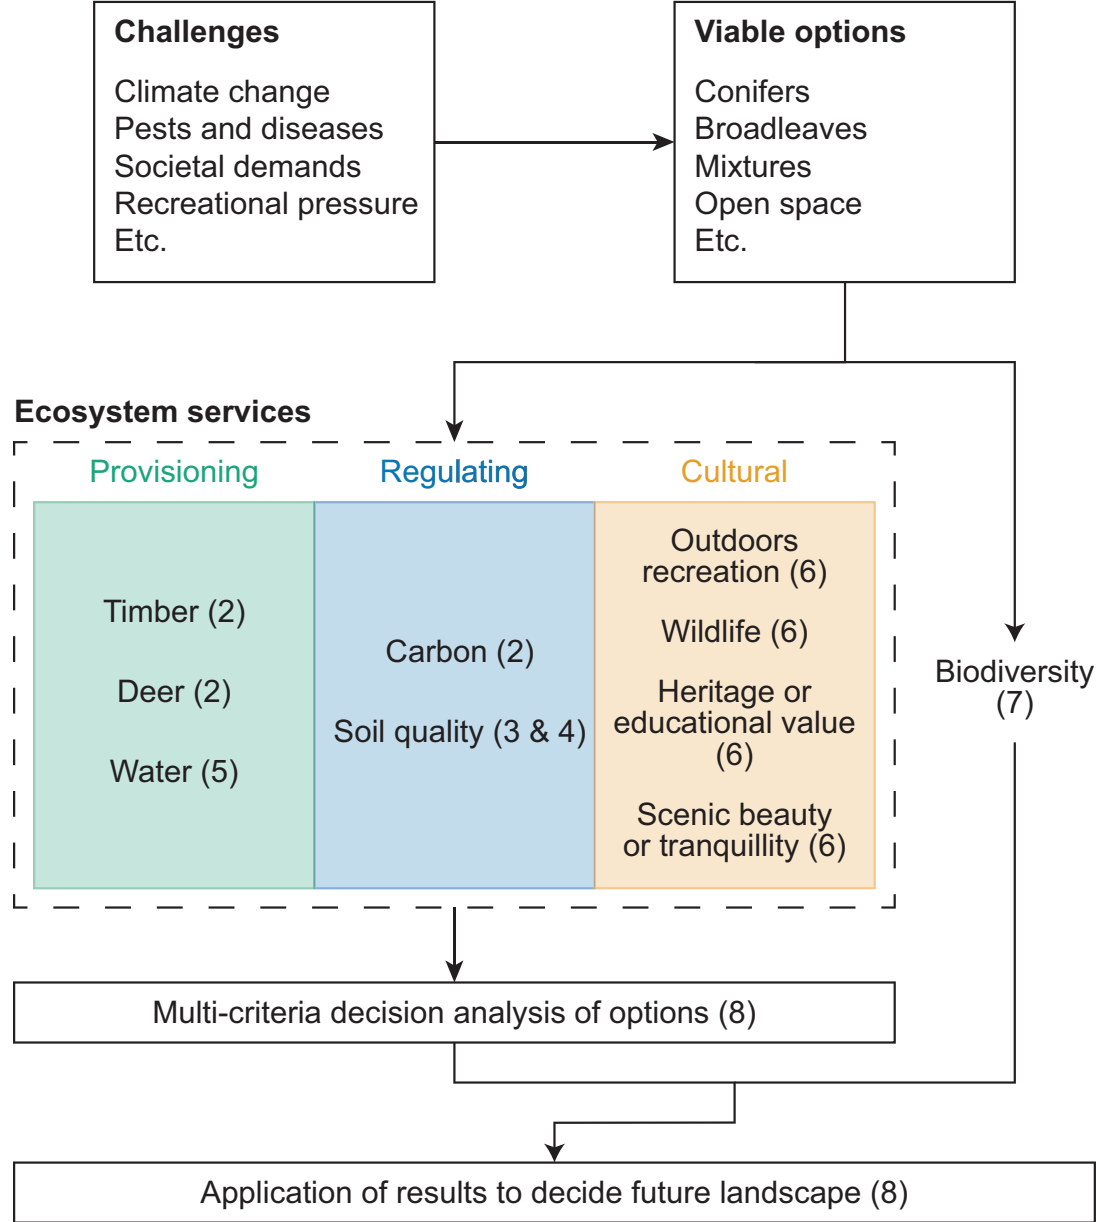 Challenges
Climate change
Pests and diseases
Societal demands
Recreational pressure
Etc.
Viable options
Conifers
Broadleaves
Mixtures
Open space
Etc.
Ecosystem services
Provisioning
Timber (2)
Deer (2)
Water (5)
Regulating
Carbon (2)
Soil quality (3 & 4)
Cultural
Outdoors
recreation (6)
Wildlife (6)
Heritage or
educational value
(6)
Scenic beauty
or tranquillity (6)
Biodiversity
(7)
Multi-criteria decision analysis of options (8)
Application of results to decide future landscape (8)